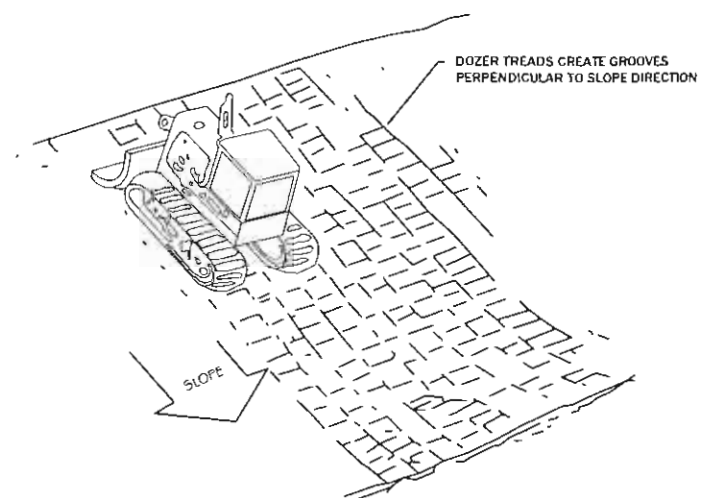 DOZER TREADS CREATE GROOVES
PERPENDICULAR TO SLOPE DIRECTION
SLOPE